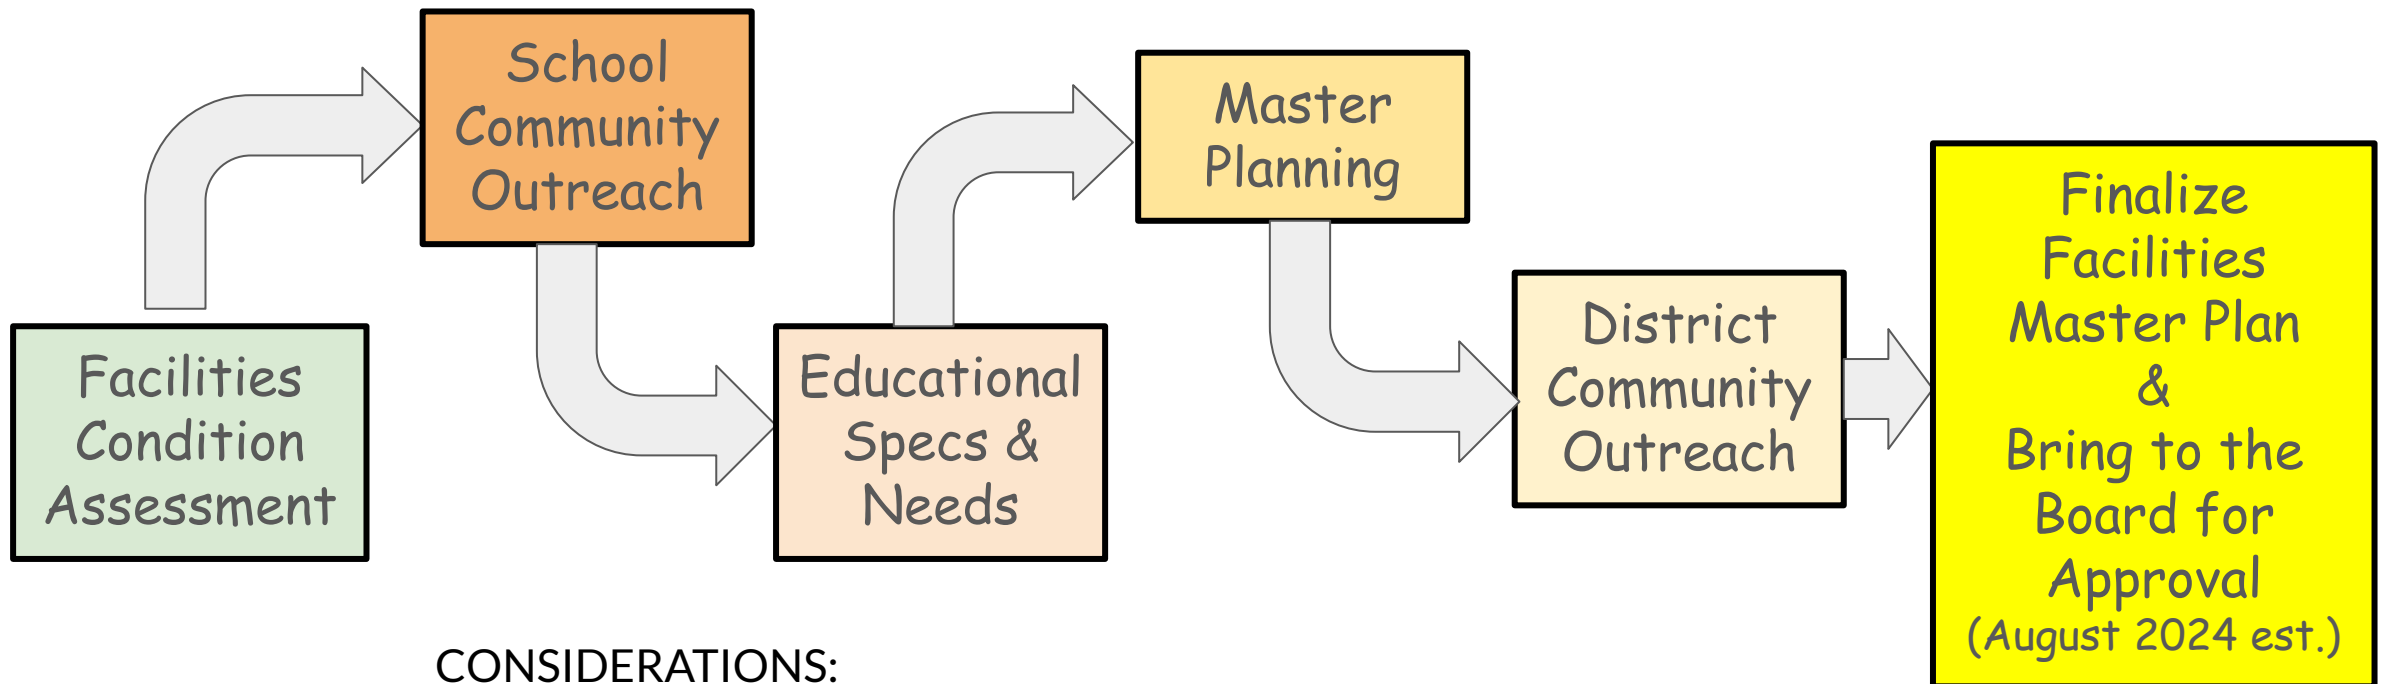 Facilities
Condition
Assessment
School
Community
Outreach
Educational
Specs &
Needs
Master
Planning
District
Community
Outreach
Finalize
Facilities
Master Plan
&
Bring to the
Board for
Approval
(August 2024 est.)
CONSIDERATIONS: